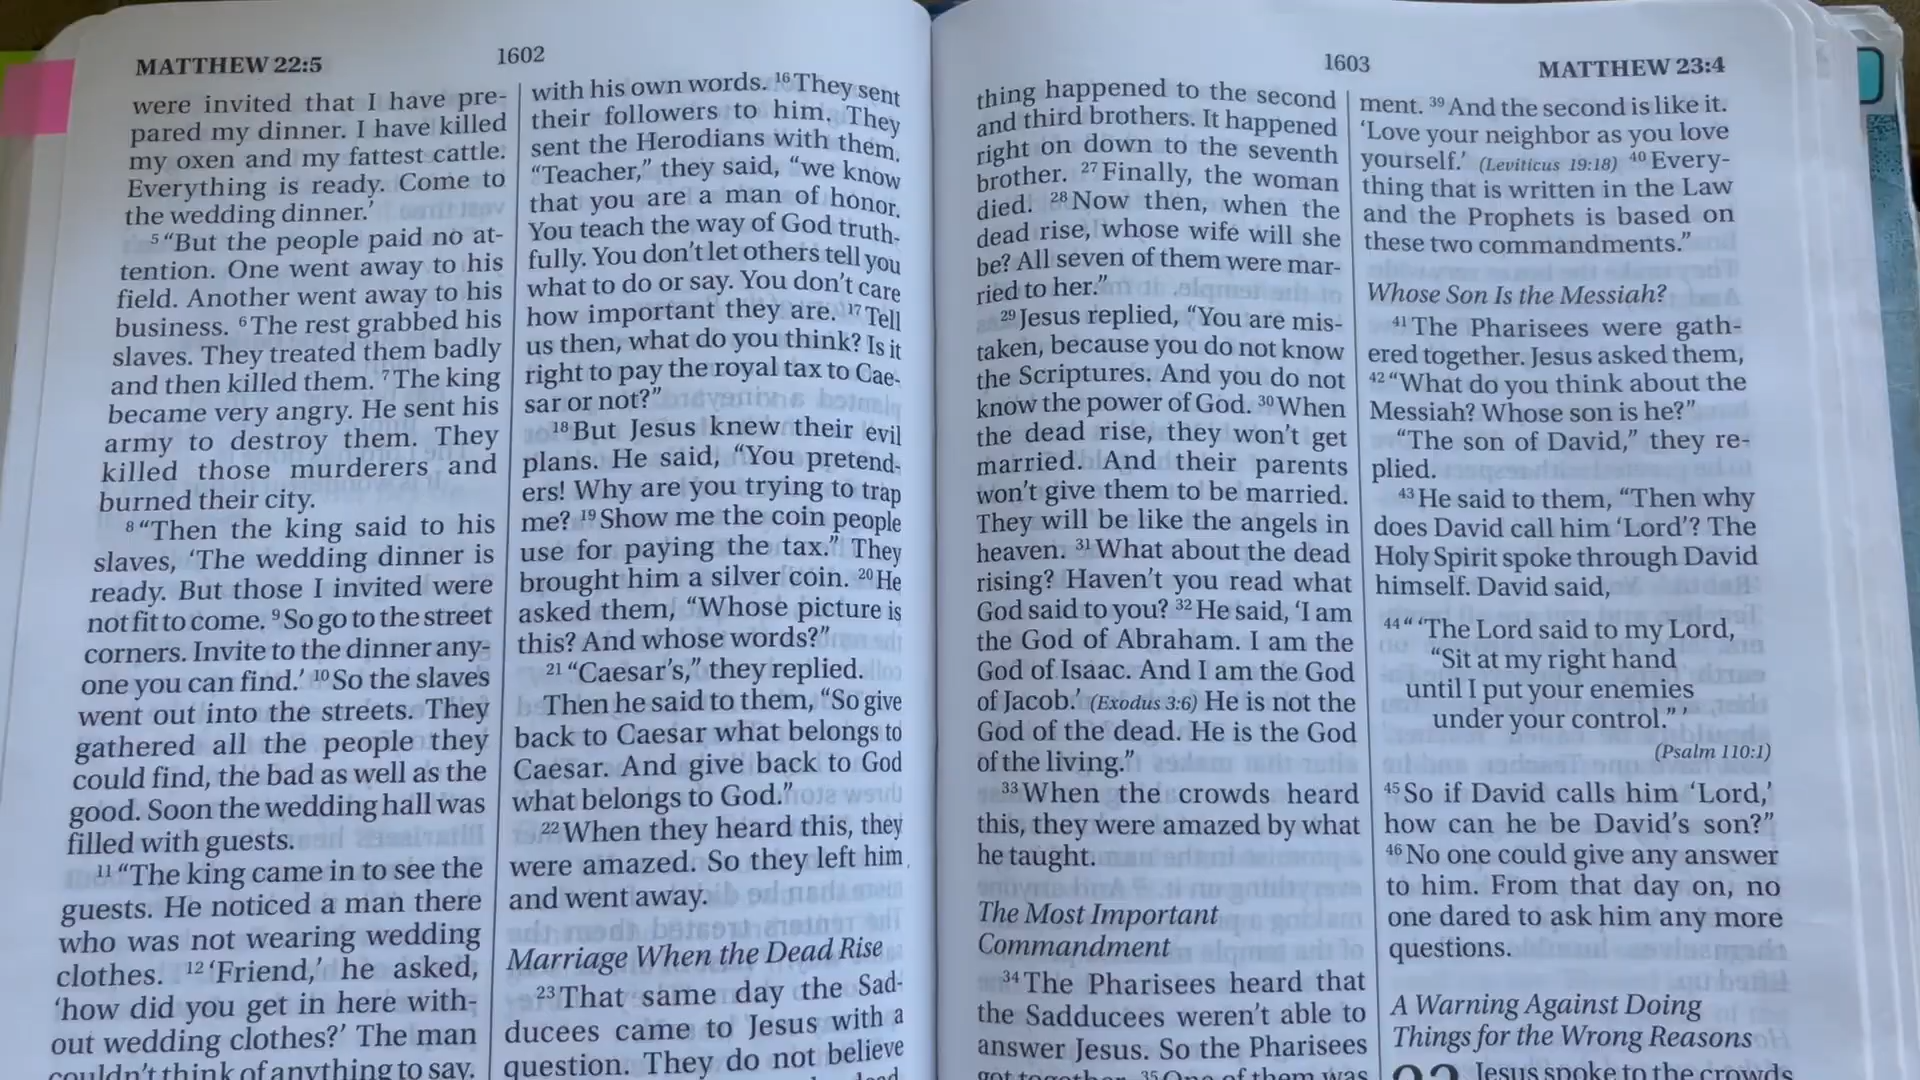 MATTHEW 22:5
1602
were invited that I have pre-
pared my dinner. I have killed
my oxen and my fattest cattle.
Everything is ready. Come to
the wedding dinner.’
5 “But the people paid no at-
tention. One went away to his
field. Another went away to his
business. 6 The rest grabbed his
slaves. They treated them badly
and then killed them. 7 The king
became very angry. He sent his
army to destroy them. They
killed those murderers and
burned their city.
8 “Then the king said to his
slaves, ‘The wedding dinner is
ready. But those I invited were
not fit to come. 9 So go to the street
corners. Invite to the dinner any-
one you can find.’ 10 So the slaves
went out into the streets. They
gathered all the people they
could find, the bad as well as the
good. Soon the wedding hall was
filled with guests.
11 “The king came in to see the
guests. He noticed a man there
who was not wearing wedding
clothes. 12 ‘Friend,’ he asked,
‘how did you get in here with-
out wedding clothes?’ The man
couldn’t think of anything to say.
with his own words. 16 They sent
their followers to him. They
sent the Herodians with them.
“Teacher,” they said, “we know
that you are a man of honor.
You teach the way of God truth-
fully. You don’t let others tell you
what to do or say. You don’t care
how important they are. 17 Tell
us then, what do you think? Is it
right to pay the royal tax to Cae-
sar or not?”
18 But Jesus knew their evil
plans. He said, “You pretend-
ers! Why are you trying to trap
me? 19 Show me the coin people
use for paying the tax.” They
brought him a silver coin. 20 He
asked them, “Whose picture is
this? And whose words?”
21 “Caesar’s,” they replied.
Then he said to them, “So give
back to Caesar what belongs to
Caesar. And give back to God
what belongs to God.”
22 When they heard this, they
were amazed. So they left him
and went away.
Marriage When the Dead Rise
23 That same day the Sad-
ducees came to Jesus with a
question. They do not believe
1603
MATTHEW 23:4
thing happened to the second
and third brothers. It happened
right on down to the seventh
brother. 27 Finally, the woman
died. 28 Now then, when the
dead rise, whose wife will she
be? All seven of them were mar-
ried to her.”
29 Jesus replied, “You are mis-
taken, because you do not know
the Scriptures. And you do not
know the power of God. 30 When
the dead rise, they won’t get
married. And their parents
won’t give them to be married.
They will be like the angels in
heaven. 31 What about the dead
rising? Haven’t you read what
God said to you? 32 He said, ‘I am
the God of Abraham. I am the
God of Isaac. And I am the God
of Jacob.’ (Exodus 3:6) He is not the
God of the dead. He is the God
of the living.”
33 When the crowds heard
this, they were amazed by what
he taught.
The Most Important
Commandment
34 The Pharisees heard that
the Sadducees weren’t able to
answer Jesus. So the Pharisees
got together. 35 One of them was
ment. 39 And the second is like it.
‘Love your neighbor as you love
yourself.’ (Leviticus 19:18) 40 Every-
thing that is written in the Law
and the Prophets is based on
these two commandments.”
Whose Son Is the Messiah?
41 The Pharisees were gath-
ered together. Jesus asked them,
42 “What do you think about the
Messiah? Whose son is he?”
“The son of David,” they re-
plied.
43 He said to them, “Then why
does David call him ‘Lord’? The
Holy Spirit spoke through David
himself. David said,
44 “ ‘The Lord said to my Lord,
“Sit at my right hand
until I put your enemies
under your control.” ’
(Psalm 110:1)
45 So if David calls him ‘Lord,’
how can he be David’s son?”
46 No one could give any answer
to him. From that day on, no
one dared to ask him any more
questions.
A Warning Against Doing
Things for the Wrong Reasons
23 Jesus spoke to the crowds